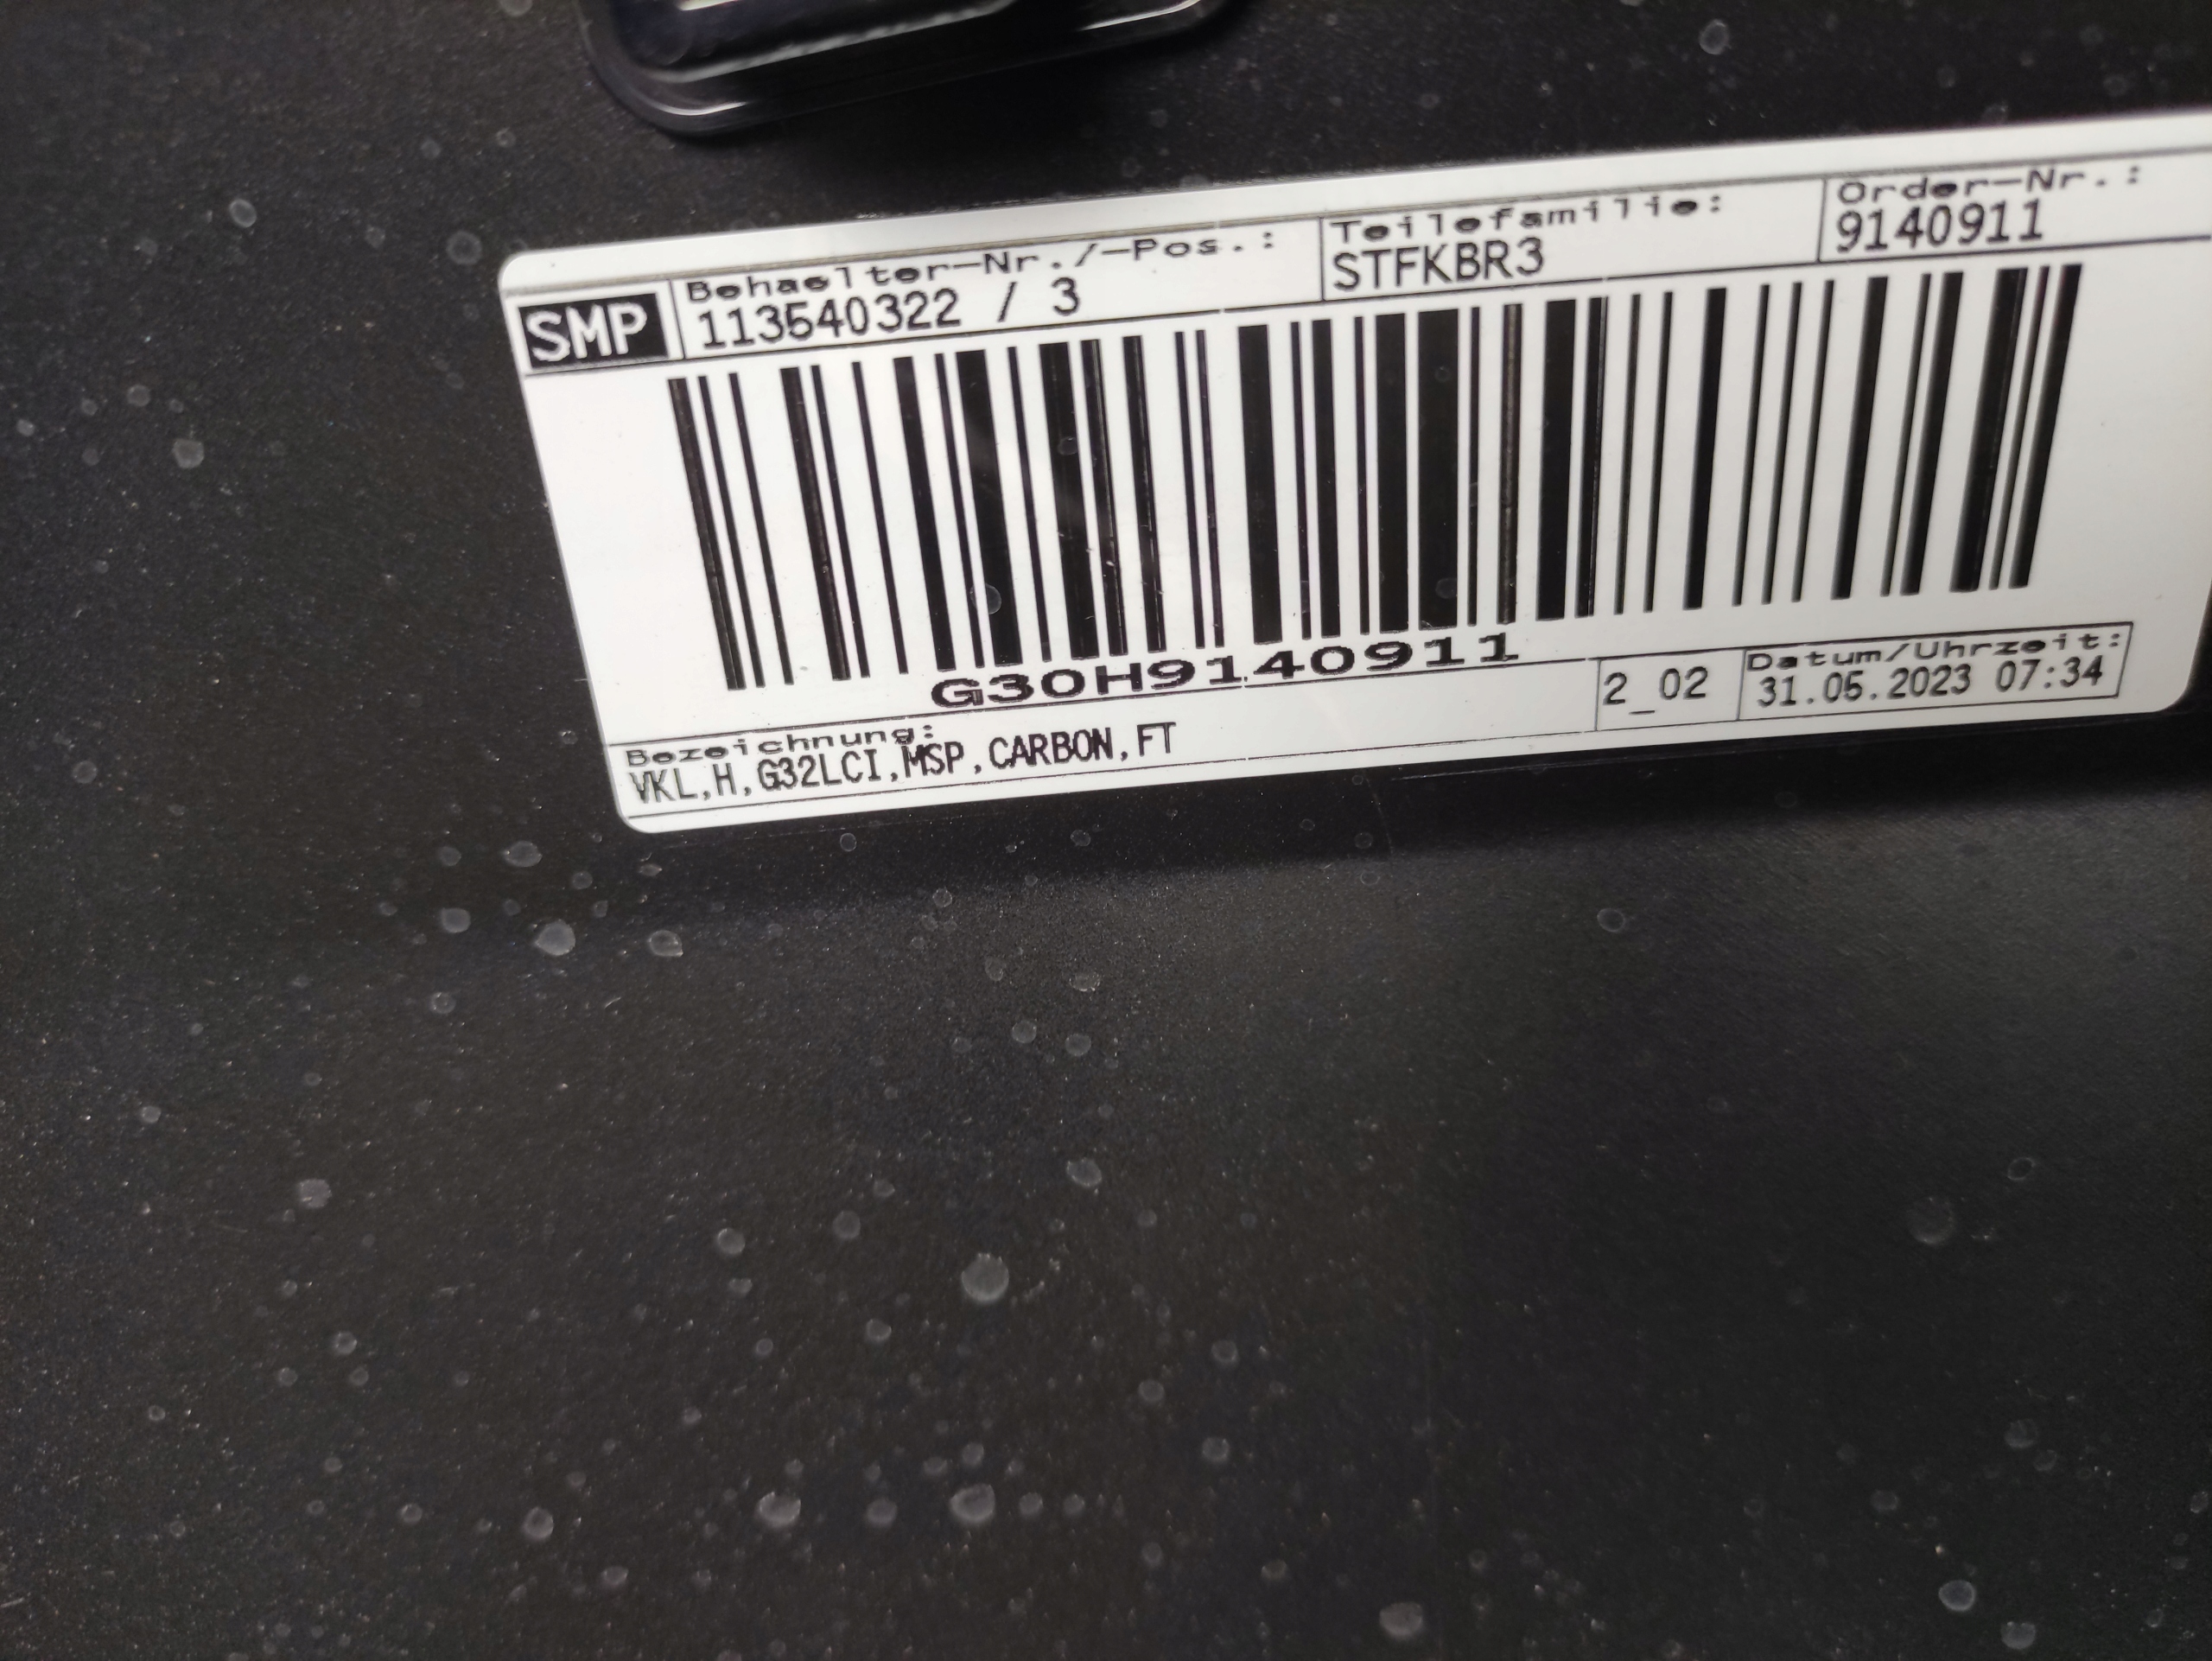 SMP
Behaelter-Nr./-Pos.:
113540322 / 3
Teilefamilie:
STFKBR3
Order-Nr.:
9140911
G30H9140911
2_02
Datum/Uhrzeit:
31.05.2023 07:34
Bezeichnung:
VKL,H,G32LCI,MSP,CARBON,FT